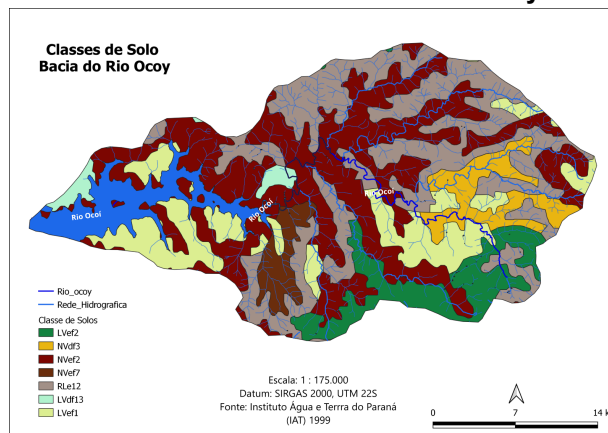 Classes de Solo
Bacia do Rio Ocoy
Rio Ocoí
Rio Ocoí
Rio Ocoí
Rio_ocoy
Rede_Hidrografica
Classe de Solos
LVef2
NVdf3
NVef2
NVef7
RLe12
LVdf13
LVef1
Escala: 1 : 175.000
Datum: SIRGAS 2000, UTM 22S
Fonte: Instituto Água e Terrra do Paraná
(IAT) 1999
0 7 14 k